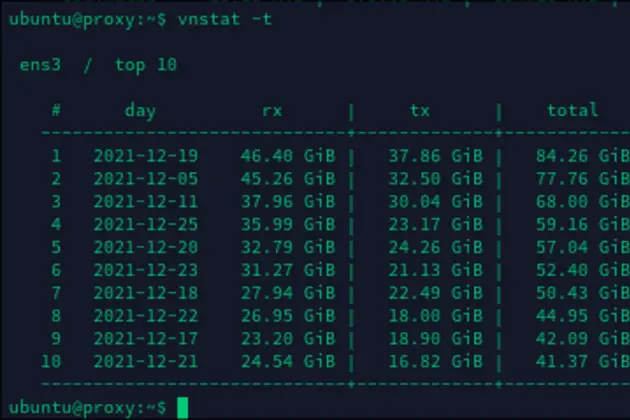 ubuntu@proxy:~$ vnstat -t
ens3  /  top 10
#      day          rx      |     tx      |    total
-----------------------------+-------------+------------
1   2021-12-19    46.40 GiB |   37.86 GiB |   84.26 GiB
2   2021-12-05    45.26 GiB |   32.50 GiB |   77.76 GiB
3   2021-12-11    37.96 GiB |   30.04 GiB |   68.00 GiB
4   2021-12-25    35.99 GiB |   23.17 GiB |   59.16 GiB
5   2021-12-20    32.79 GiB |   24.26 GiB |   57.04 GiB
6   2021-12-23    31.27 GiB |   21.13 GiB |   52.40 GiB
7   2021-12-18    27.94 GiB |   22.49 GiB |   50.43 GiB
8   2021-12-22    26.95 GiB |   18.00 GiB |   44.95 GiB
9   2021-12-17    23.20 GiB |   18.90 GiB |   42.09 GiB
10   2021-12-21    24.54 GiB |   16.82 GiB |   41.37 GiB
-----------------------------+-------------+------------
ubuntu@proxy:~$